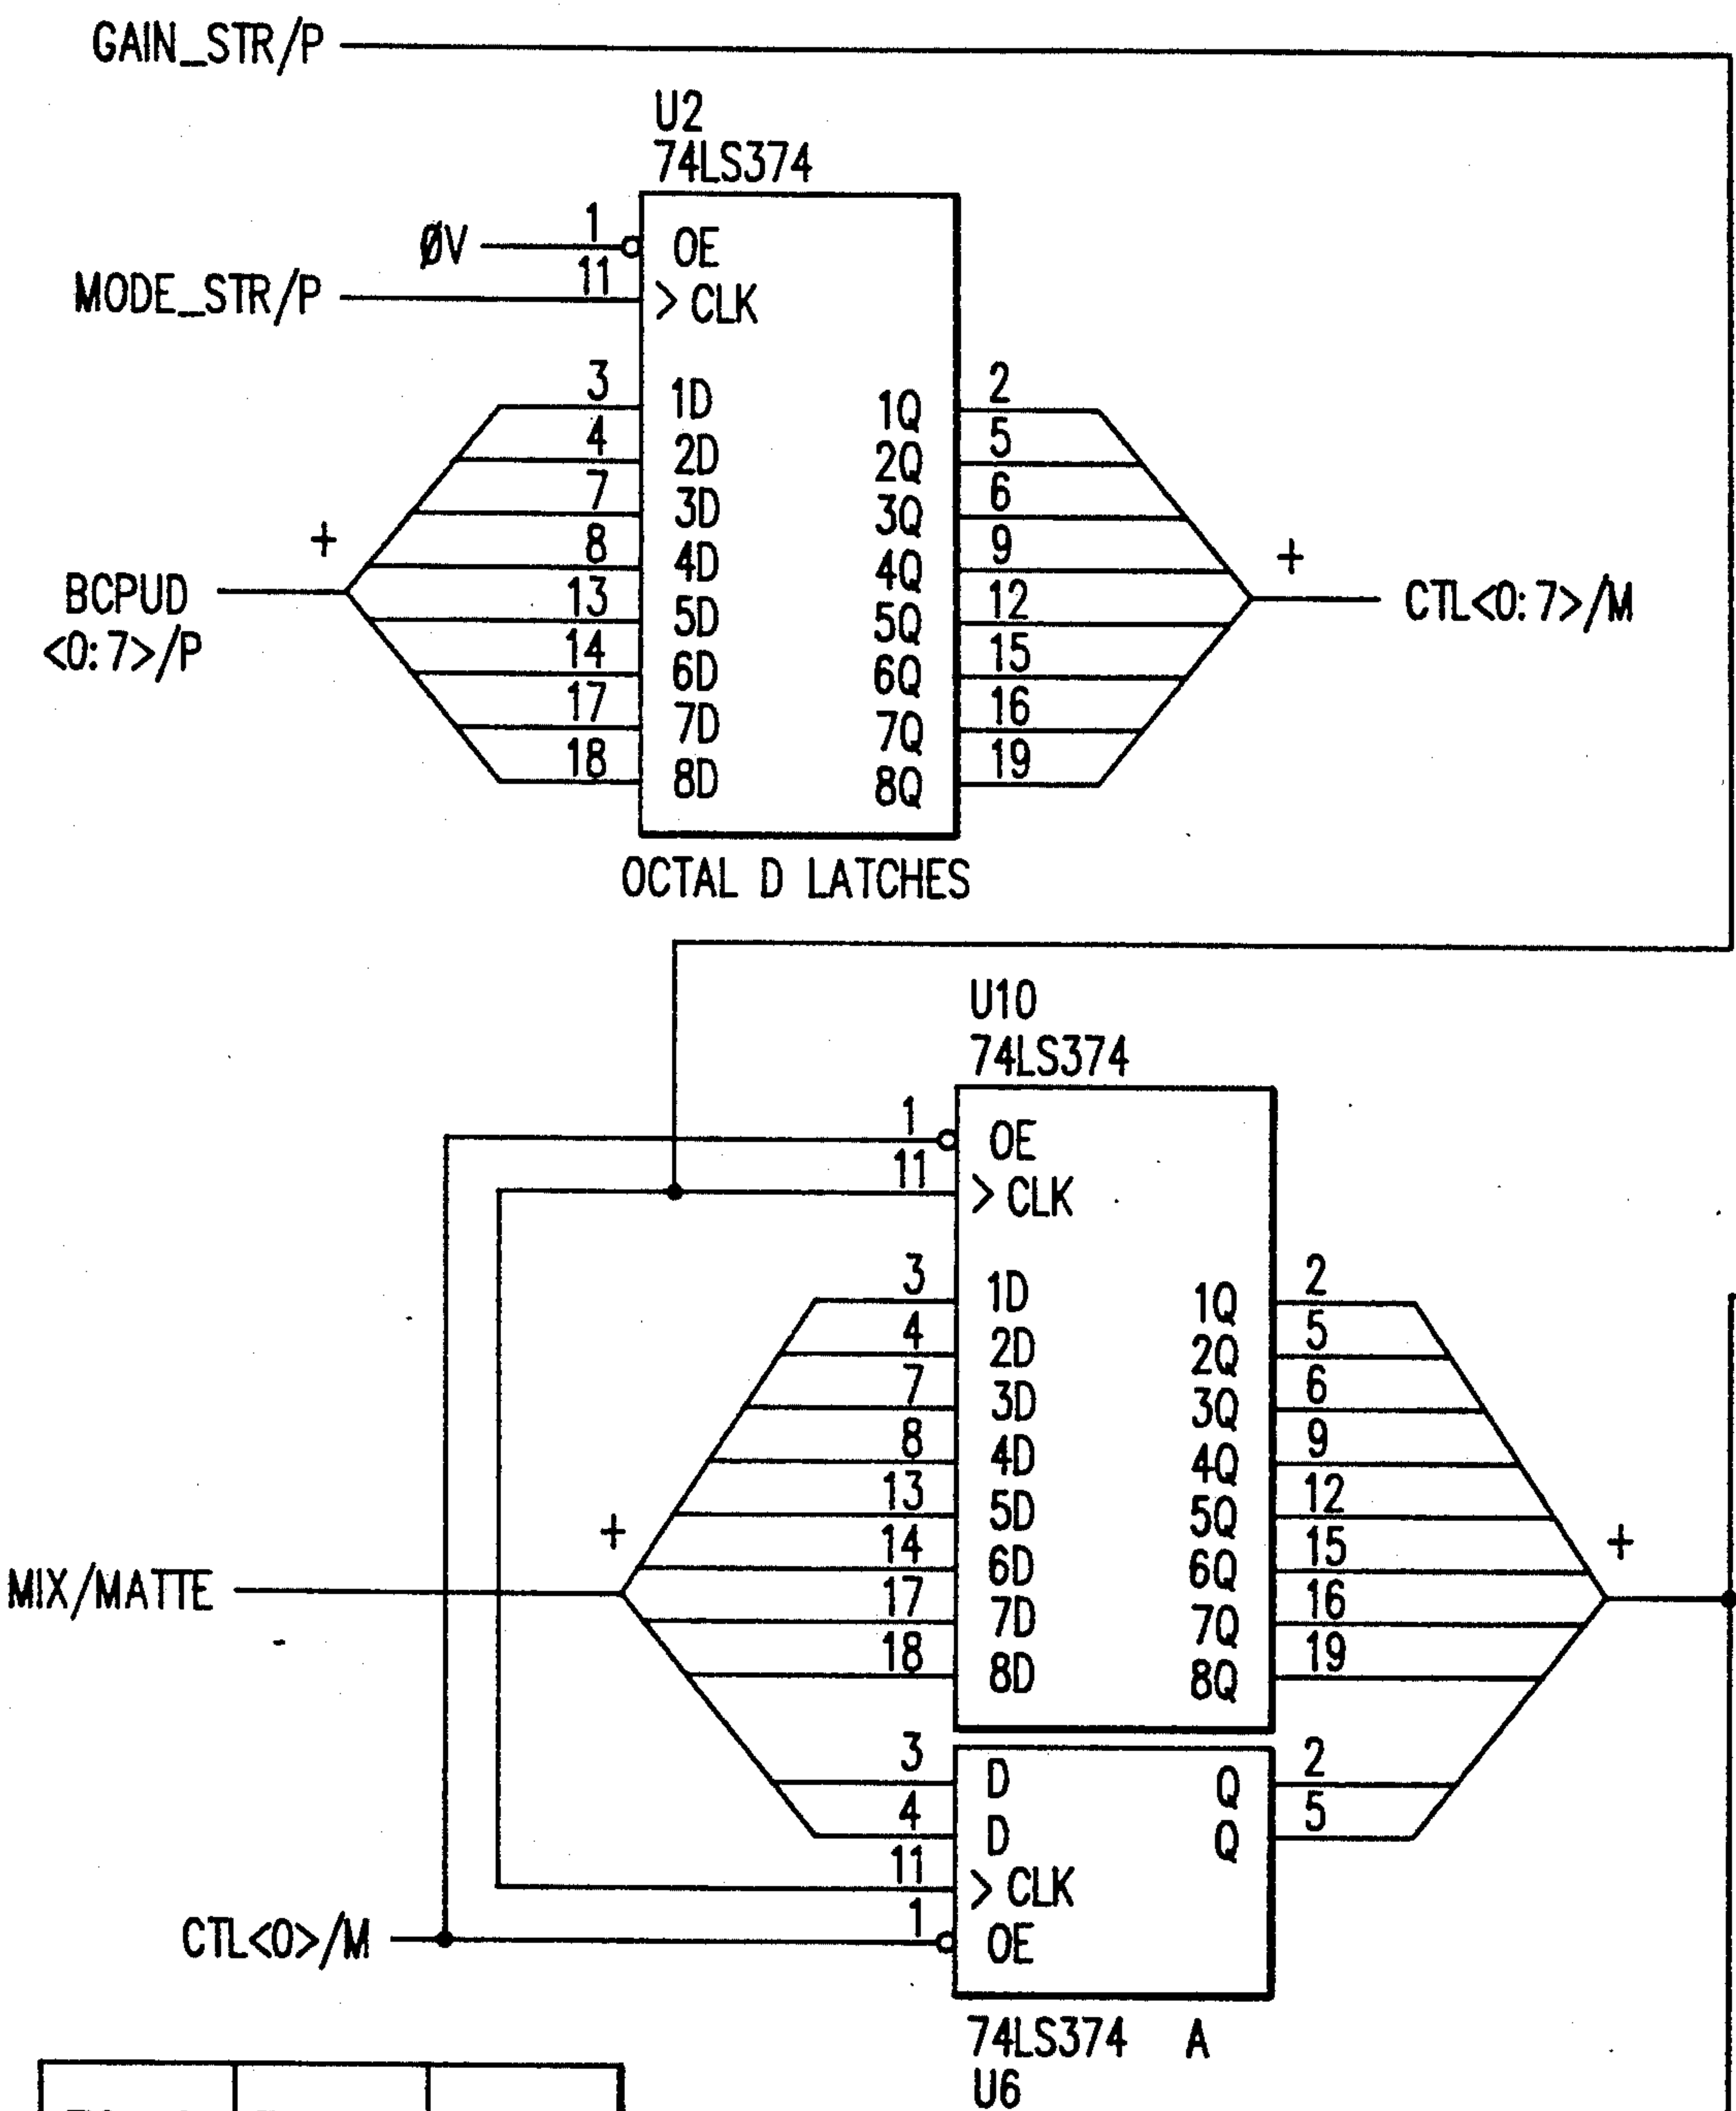 GAIN_STR/P
U2
74LS374
ØV 1 OE
MODE_STR/P 11 > CLK
3 1D 1Q 2
4 2D 2Q 5
7 3D 3Q 6
+ 8 4D 4Q 9 +
BCPUD 13 5D 5Q 12 CTL<0:7>/M
<0:7>/P 14 6D 6Q 15
17 7D 7Q 16
18 8D 8Q 19
OCTAL D LATCHES
U10
74LS374
1 OE
11 > CLK
3 1D 1Q 2
4 2D 2Q 5
7 3D 3Q 6
8 4D 4Q 9
13 5D 5Q 12
+ 14 6D 6Q 15 +
MIX/MATTE 17 7D 7Q 16
18 8D 8Q 19
3 D Q 2
4 D Q 5
11 > CLK
CTL<0>/M 1 OE
74LS374 A
U6